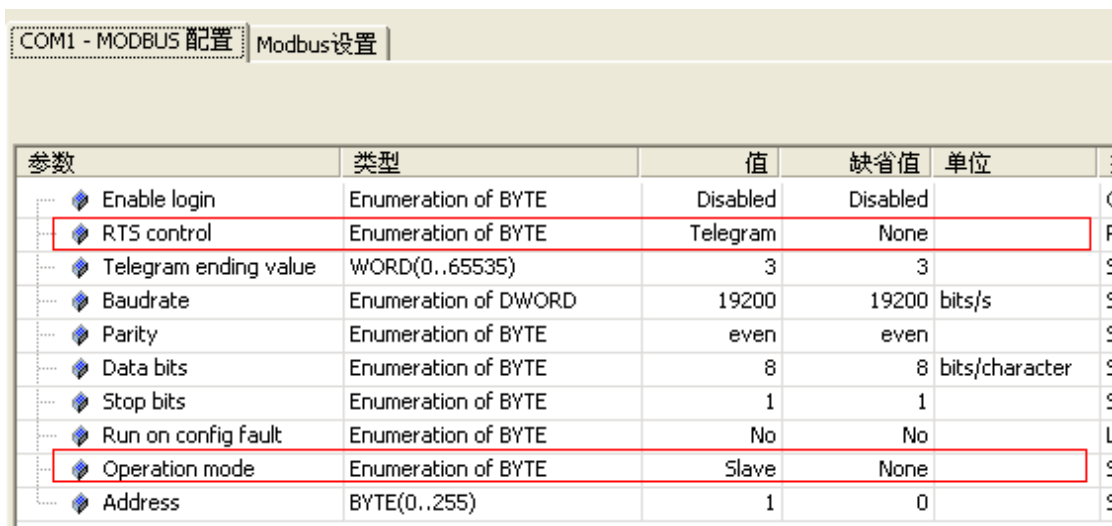 COM1 - MODBUS 配置 Modbus设置
参数 类型 值 缺省值 单位
Enable login Enumeration of BYTE Disabled Disabled
RTS control Enumeration of BYTE Telegram None
Telegram ending value WORD(0..65535) 3 3
Baudrate Enumeration of DWORD 19200 19200 bits/s
Parity Enumeration of BYTE even even
Data bits Enumeration of BYTE 8 8 bits/character
Stop bits Enumeration of BYTE 1 1
Run on config fault Enumeration of BYTE No No
Operation mode Enumeration of BYTE Slave None
Address BYTE(0..255) 1 0